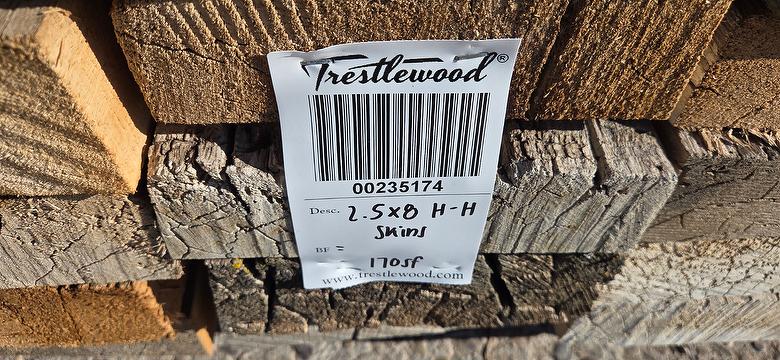 Trestlewood®
00235174
Desc. 2.5x8 H-H
Skins
BF =
170sf
www.trestlewood.com